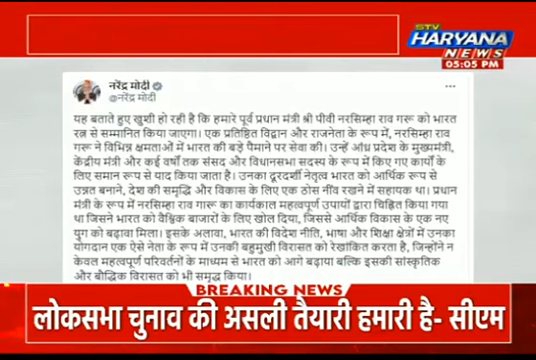 STV
HARYANA
NEWS
05:05 PM
नरेंद्र मोदी
@नरेंद्र मोदी
यह बताते हुए खुशी हो रही है कि हमारे पूर्व प्रधान मंत्री श्री पीवी नरसिम्हा राव गरू को भारत
रत्न से सम्मानित किया जाएगा। एक प्रतिष्ठित विद्वान और राजनेता के रूप में, नरसिम्हा राव
गरू ने विभिन्न क्षमताओं में भारत की बड़े पैमाने पर सेवा की। उन्हें आंध्र प्रदेश के मुख्यमंत्री,
केंद्रीय मंत्री और कई वर्षों तक संसद और विधानसभा सदस्य के रूप में किए गए कार्यों के
लिए समान रूप से याद किया जाता है। उनका दूरदर्शी नेतृत्व भारत को आर्थिक रूप से
उन्नत बनाने, देश की समृद्धि और विकास के लिए एक ठोस नींव रखने में सहायक था। प्रधान
मंत्री के रूप में नरसिम्हा राव गारू का कार्यकाल महत्वपूर्ण उपायों द्वारा चिह्नित किया गया
था जिसने भारत को वैश्विक बाजारों के लिए खोल दिया, जिससे आर्थिक विकास के एक नए
युग को बढ़ावा मिला। इसके अलावा, भारत की विदेश नीति, भाषा और शिक्षा क्षेत्रों में उनका
योगदान एक ऐसे नेता के रूप में उनकी बहुमुखी विरासत को रेखांकित करता है, जिन्होंने न
केवल महत्वपूर्ण परिवर्तनों के माध्यम से भारत को आगे बढ़ाया बल्कि इसकी सांस्कृतिक
और बौद्धिक विरासत को भी समृद्ध किया।
BREAKING NEWS
लोकसभा चुनाव की असली तैयारी हमारी है- सीएम